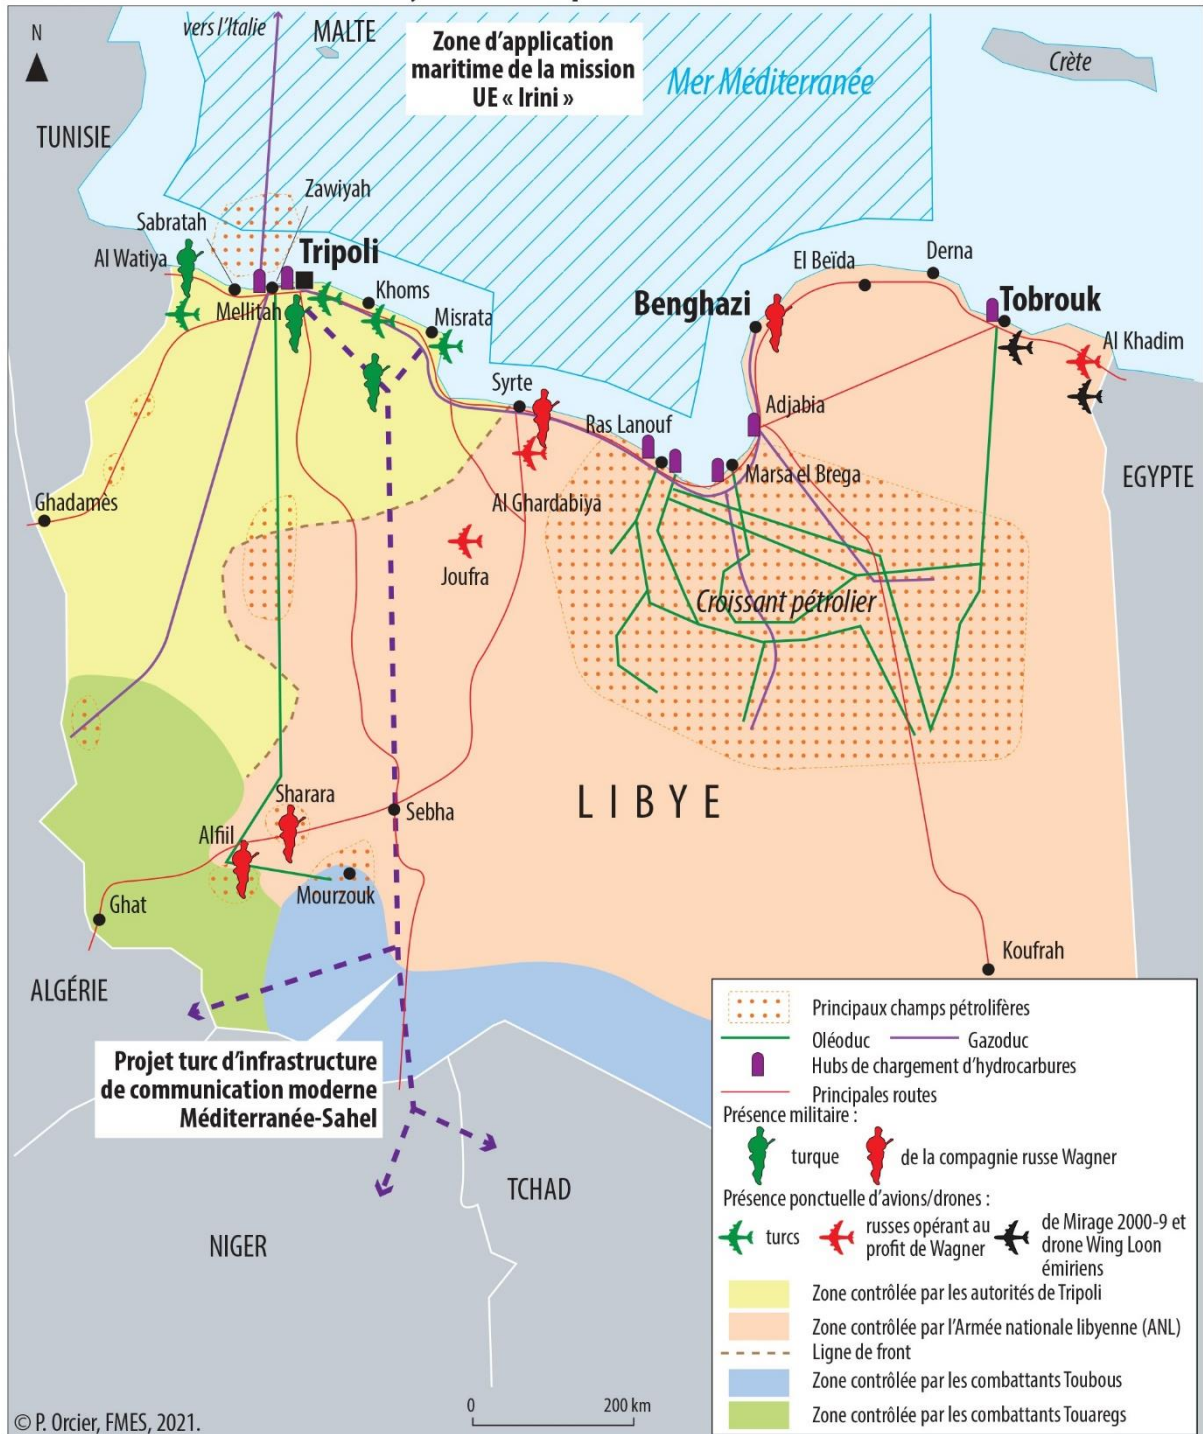 vers l'Italie
MALTE
N
Zone d'application
maritime de la mission
UE « Irini »
Mer Méditerranée
Crète
TUNISIE
Zawiyah
Sabratah
Al Watiya
Tripoli
Mellitah
Khoms
Misrata
El Beïda
Derna
Benghazi
Tobrouk
Al Khadim
Syrte
Ras Lanouf
Adjabia
Marsa el Brega
EGYPTE
Al Ghardabiya
Ghadamès
Joufra
Croissant pétrolier
LIBYE
Sharara
Sebha
Alfiil
Mourzouk
Ghat
Koufrah
ALGÉRIE
Projet turc d'infrastructure
de communication moderne
Méditerranée-Sahel
TCHAD
NIGER
Principaux champs pétrolifères
Oléoduc
Gazoduc
Hubs de chargement d'hydrocarbures
Principales routes
Présence militaire :
turque
de la compagnie russe Wagner
Présence ponctuelle d'avions/drones :
turcs
russes opérant au
profit de Wagner
de Mirage 2000-9 et
drone Wing Loon
émiriens
Zone contrôlée par les autorités de Tripoli
Zone contrôlée par l'Armée nationale libyenne (ANL)
Ligne de front
Zone contrôlée par les combattants Toubous
Zone contrôlée par les combattants Touaregs
0
200 km
© P. Orcier, FMES, 2021.